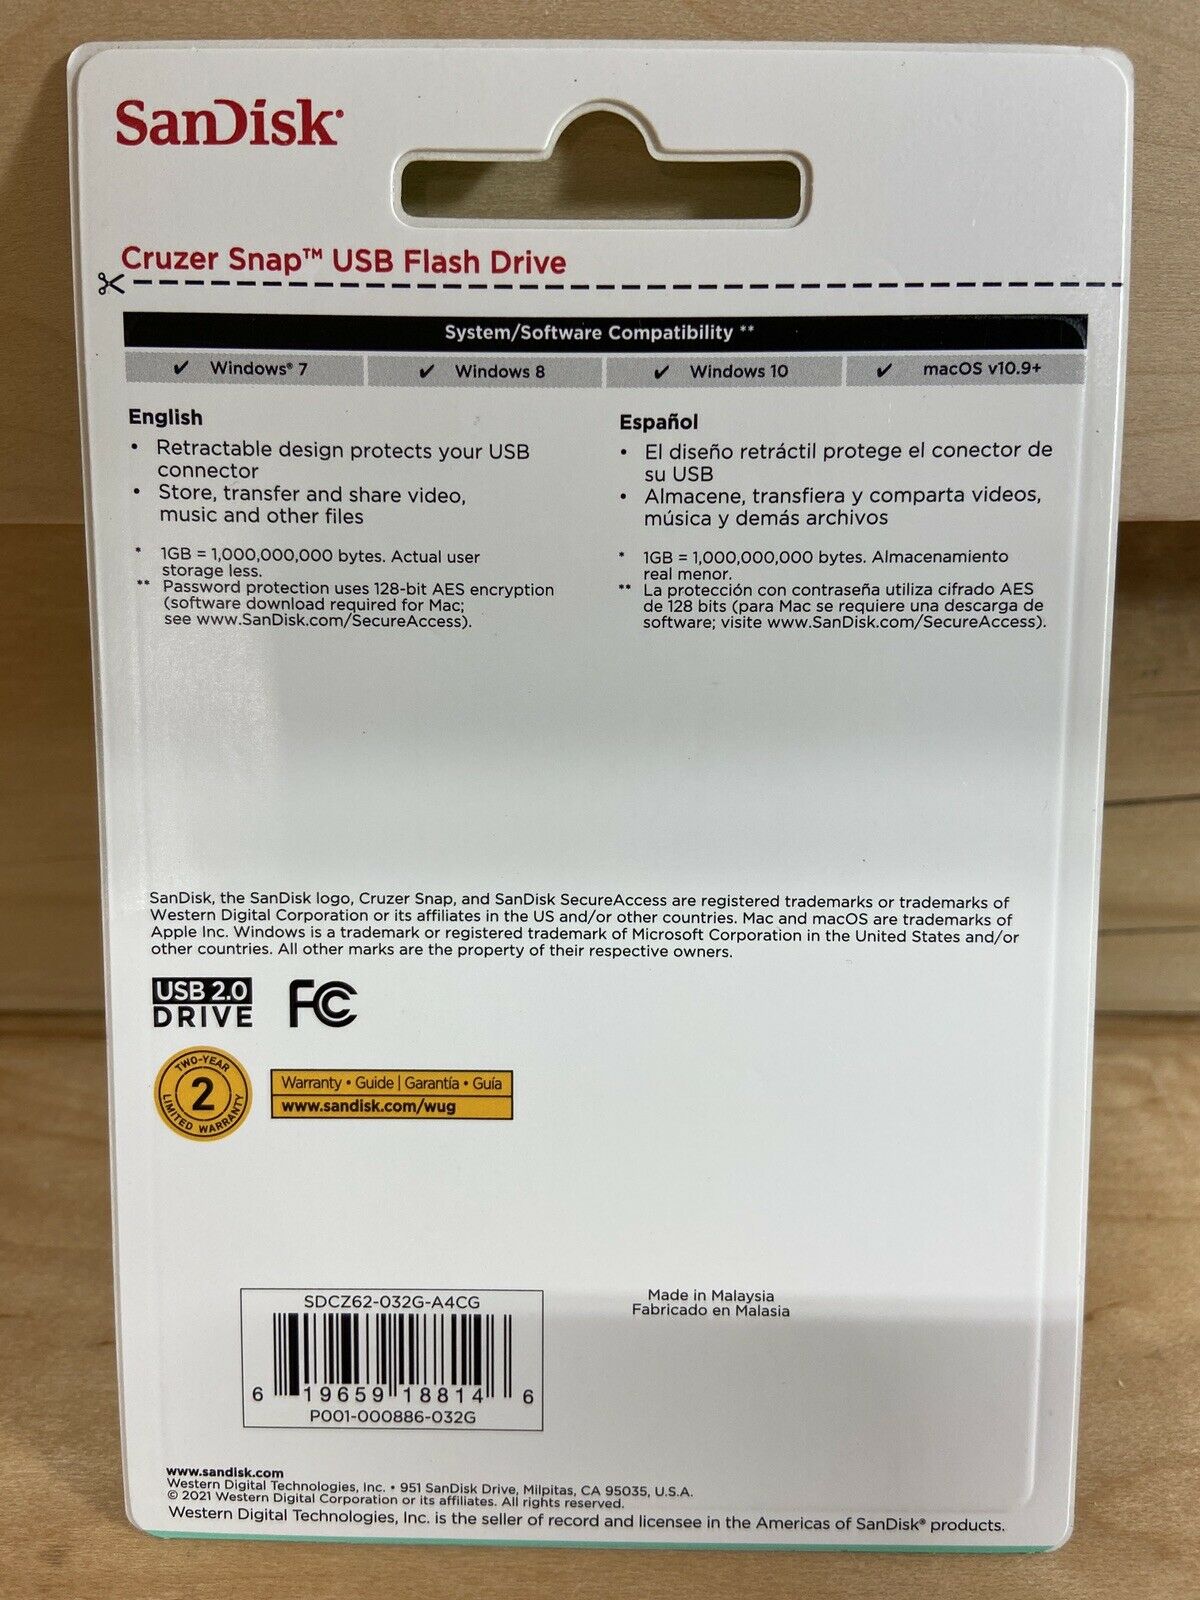 SanDisk®
Cruzer Snap™ USB Flash Drive
System/Software Compatibility **
✔ Windows® 7 ✔ Windows 8 ✔ Windows 10 ✔ macOS v10.9+
English
• Retractable design protects your USB
connector
• Store, transfer and share video,
music and other files
* 1GB = 1,000,000,000 bytes. Actual user
storage less.
** Password protection uses 128-bit AES encryption
(software download required for Mac;
see www.SanDisk.com/SecureAccess).
Español
• El diseño retráctil protege el conector de
su USB
• Almacene, transfiera y comparta videos,
música y demás archivos
* 1GB = 1,000,000,000 bytes. Almacenamiento
real menor.
** La protección con contraseña utiliza cifrado AES
de 128 bits (para Mac se requiere una descarga de
software; visite www.SanDisk.com/SecureAccess).
SanDisk, the SanDisk logo, Cruzer Snap, and SanDisk SecureAccess are registered trademarks or trademarks of
Western Digital Corporation or its affiliates in the US and/or other countries. Mac and macOS are trademarks of
Apple Inc. Windows is a trademark or registered trademark of Microsoft Corporation in the United States and/or
other countries. All other marks are the property of their respective owners.
USB 2.0
DRIVE
FC
TWO-YEAR
2
LIMITED WARRANTY
Warranty • Guide | Garantía • Guía
www.sandisk.com/wug
SDCZ62-032G-A4CG
6 19659 18814 6
P001-000886-032G
Made in Malaysia
Fabricado en Malasia
www.sandisk.com
Western Digital Technologies, Inc. • 951 SanDisk Drive, Milpitas, CA 95035, U.S.A.
© 2021 Western Digital Corporation or its affiliates. All rights reserved.
Western Digital Technologies, Inc. is the seller of record and licensee in the Americas of SanDisk® products.